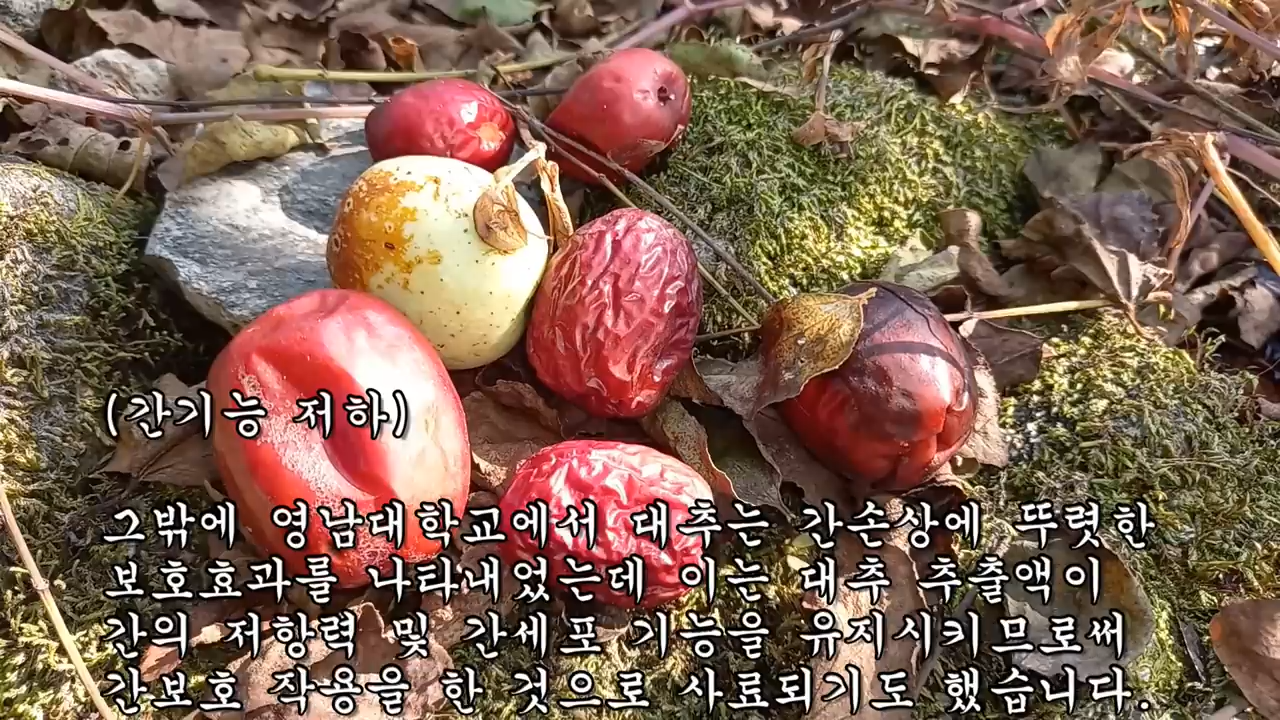 (간기능 저하)
그밖에 영남대학교에서 대추는 간손상에 뚜렷한
보호효과를 나타내었는데 이는 대추 추출액이
간의 저항력 및 간세포 기능을 유지시키므로써
간보호 작용을 한 것으로 사료되기도 했습니다.